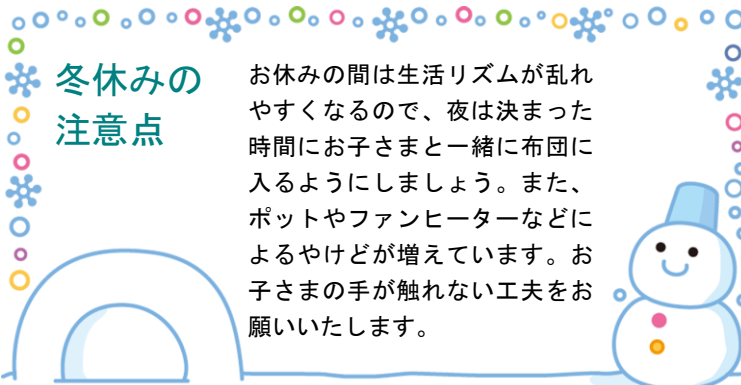 冬休みの
注意点
お休みの間は生活リズムが乱れ
やすくなるので、夜は決まった
時間にお子さまと一緒に布団に
入るようにしましょう。また、
ポットやファンヒーターなどに
よるやけどが増えています。お
子さまの手が触れない工夫をお
願いいたします。